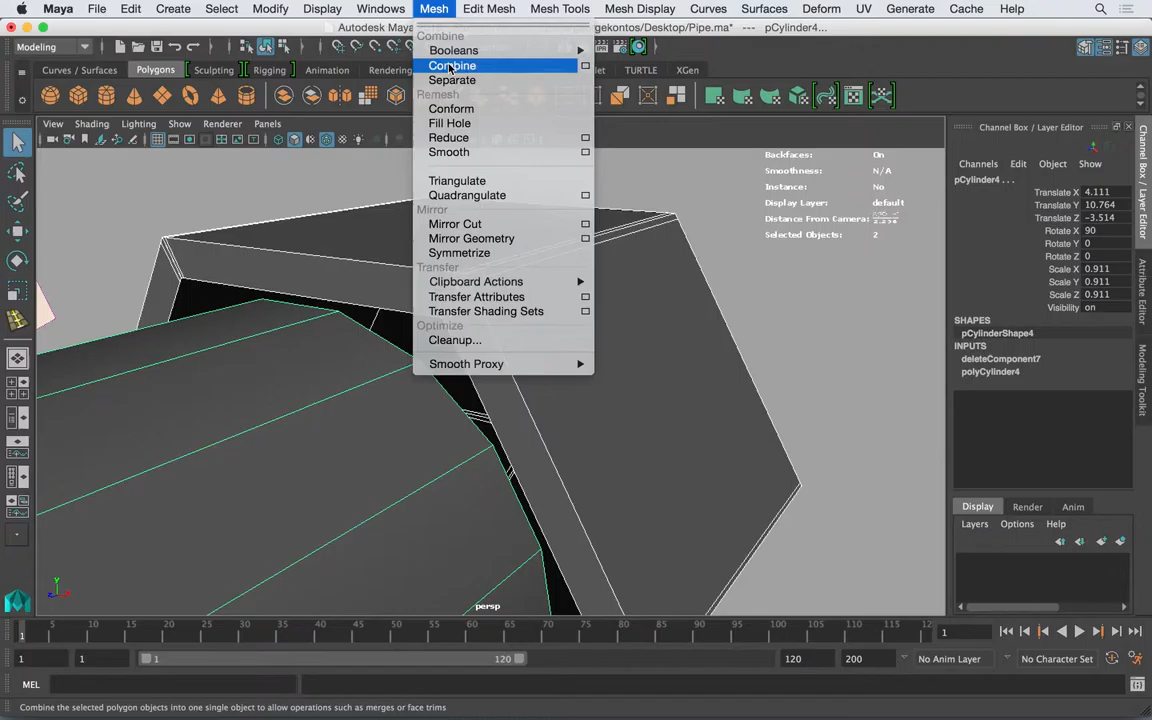 Maya File Edit Create Select Modify Display Windows Mesh Edit Mesh Mesh Tools Mesh Display Curves Surfaces Deform UV Generate Cache Help
Autodesk Maya
gekontos/Desktop/Pipe.ma* --- pCylinder4...
Modeling
Curves / Surfaces Polygons Sculpting Rigging Animation Rendering TURTLE XGen
View Shading Lighting Show Renderer Panels
Combine
Booleans
Combine
Separate
Remesh
Conform
Fill Hole
Reduce
Smooth
Triangulate
Quadrangulate
Mirror
Mirror Cut
Mirror Geometry
Symmetrize
Transfer
Clipboard Actions
Transfer Attributes
Transfer Shading Sets
Optimize
Cleanup...
Smooth Proxy
Backfaces: On
Smoothness: N/A
Instance: No
Display Layer: default
Distance From Camera:
Selected Objects: 2
persp
y
z
x
Channel Box / Layer Editor
Channels Edit Object Show
pCylinder4 . . .
Translate X 4.111
Translate Y 10.764
Translate Z -3.514
Rotate X 90
Rotate Y 0
Rotate Z 0
Scale X 0.911
Scale Y 0.911
Scale Z 0.911
Visibility on
SHAPES
pCylinderShape4
INPUTS
deleteComponent7
polyCylinder4
Display Render Anim
Layers Options Help
Channel Box / Layer Editor
Attribute Editor
Modeling Toolkit
1 5 10 15 20 25 30 35 40 45 50 55 60 65 70 75 80 85 90 95 100 105 110 115 12 1
1 1 1 120 120 200 No Anim Layer No Character Set
MEL
Combine the selected polygon objects into one single object to allow operations such as merges or face trims